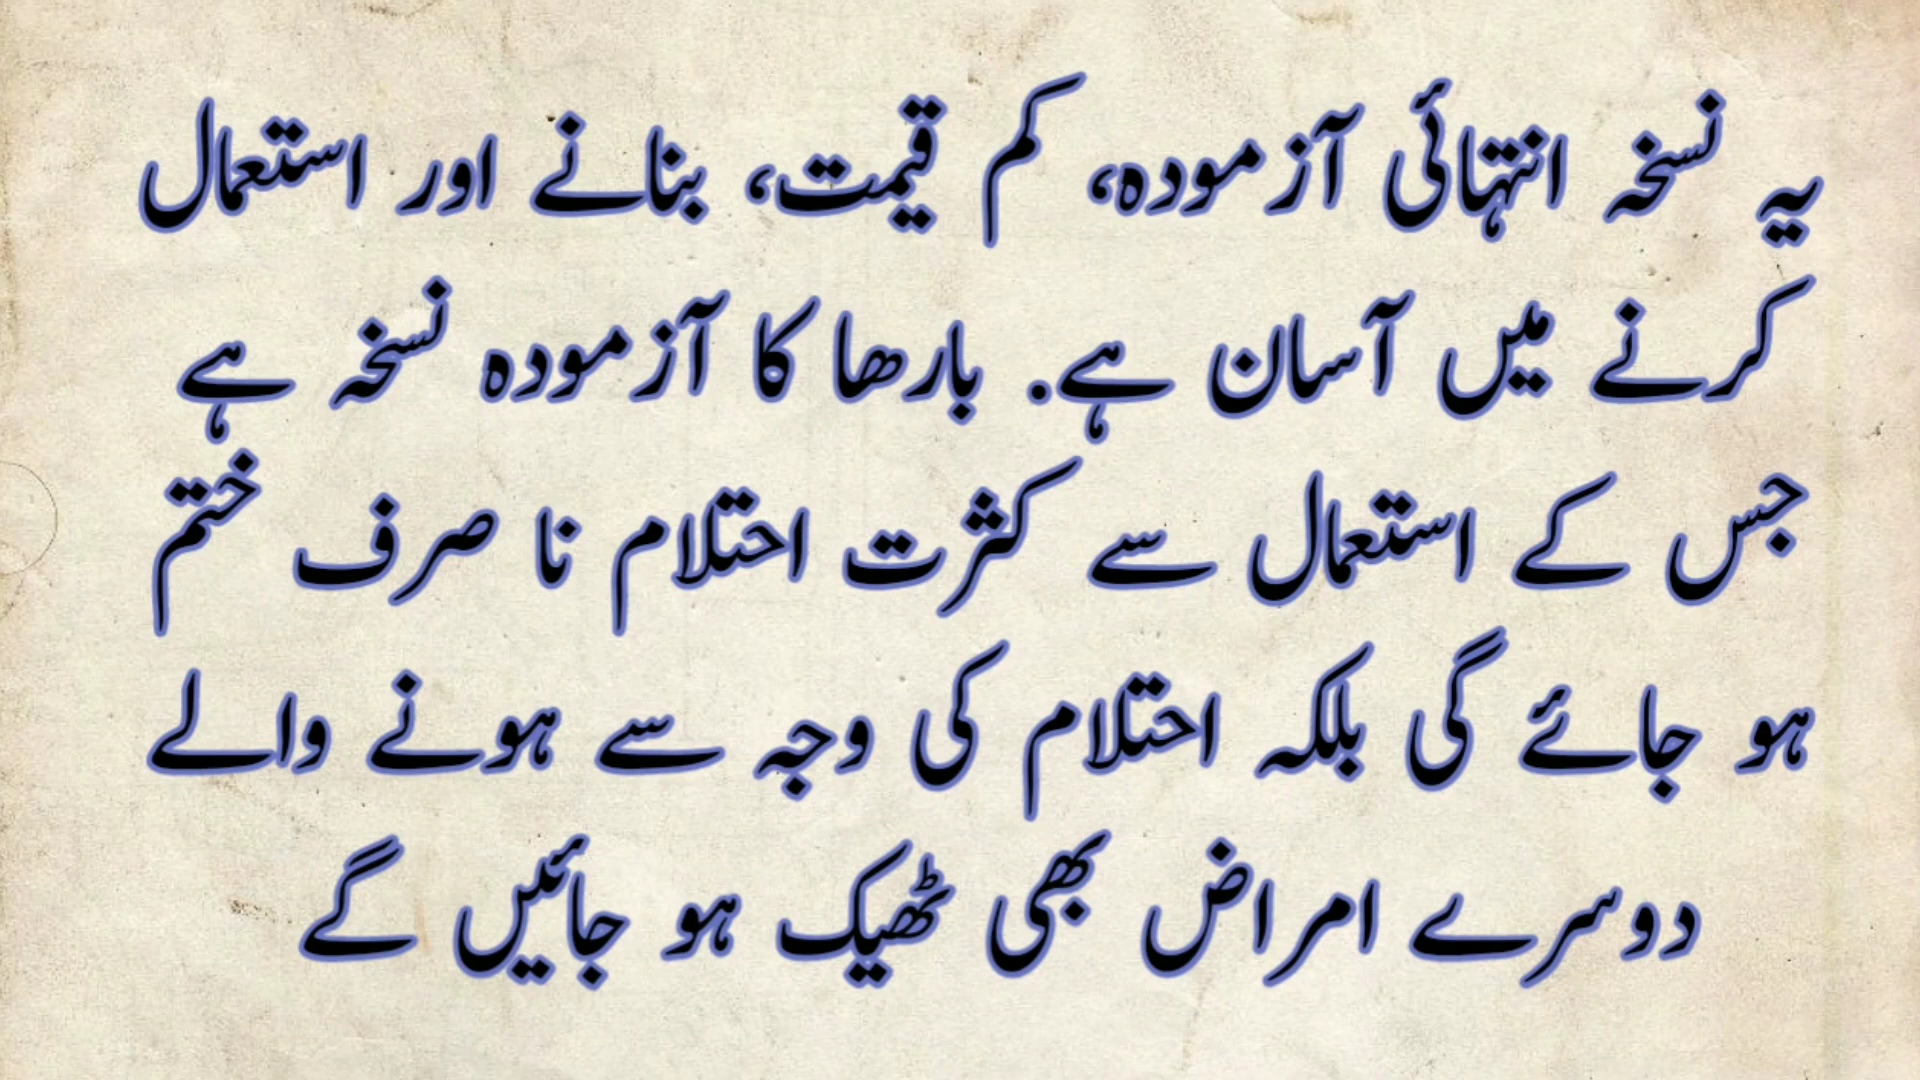 یہ نسخہ انتہائی آزمودہ، کم قیمت، بنانے اور استعمال
کرنے میں آسان ہے. بارھا کا آزمودہ نسخہ ہے
جس کے استعمال سے کثرت احتلام نا صرف ختم
ہو جائے گی بلکہ احتلام کی وجہ سے ہونے والے
دوسرے امراض بھی ٹھیک ہو جائیں گے